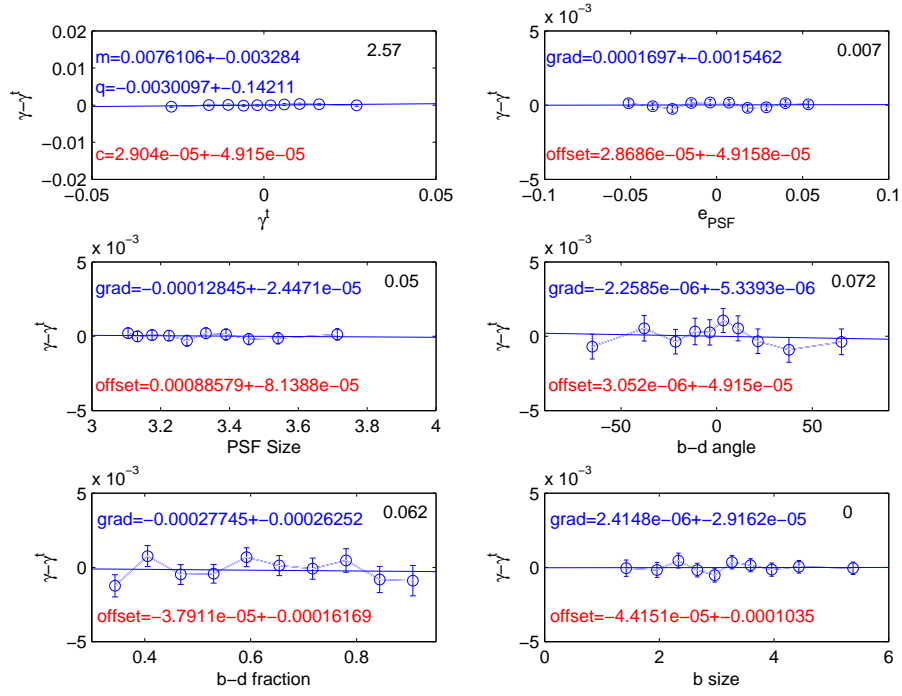 m=0.0076106+−0.003284
2.57
q=−0.0030097+−0.14211
c=2.904e−05+−4.915e−05
0.02
0.01
0
−0.01
−0.02
−0.05
0
0.05
γ−γᵗ
γᵗ
x 10⁻³
grad=0.0001697+−0.0015462
0.007
offset=2.8686e−05+−4.9158e−05
5
0
−5
−0.1
−0.05
0
0.05
0.1
γ−γᵗ
e_PSF
x 10⁻³
grad=−0.00012845+−2.4471e−05
0.05
offset=0.00088579+−8.1388e−05
5
0
−5
3
3.2
3.4
3.6
3.8
4
γ−γᵗ
PSF Size
x 10⁻³
grad=−2.2585e−06+−5.3393e−06
0.072
offset=3.052e−06+−4.915e−05
5
0
−5
−50
0
50
γ−γᵗ
b−d angle
x 10⁻³
grad=−0.00027745+−0.00026252
0.062
offset=−3.7911e−05+−0.00016169
5
0
−5
0.4
0.6
0.8
γ−γᵗ
b−d fraction
x 10⁻³
grad=2.4148e−06+−2.9162e−05
0
offset=−4.4151e−05+−0.0001035
5
0
−5
0
2
4
6
γ−γᵗ
b size